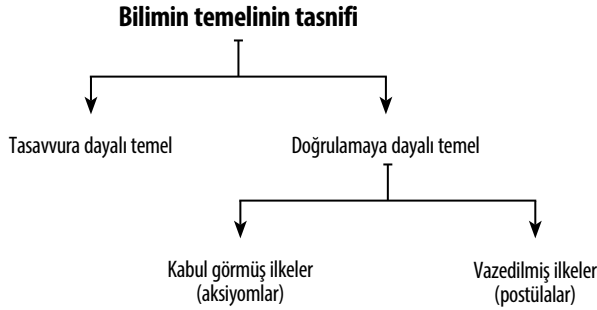 Bilimin temelinin tasnifi
Tasavvura dayalı temel
Doğrulamaya dayalı temel
Kabul görmüş ilkeler
(aksiyomlar)
Vazedilmiş ilkeler
(postülalar)